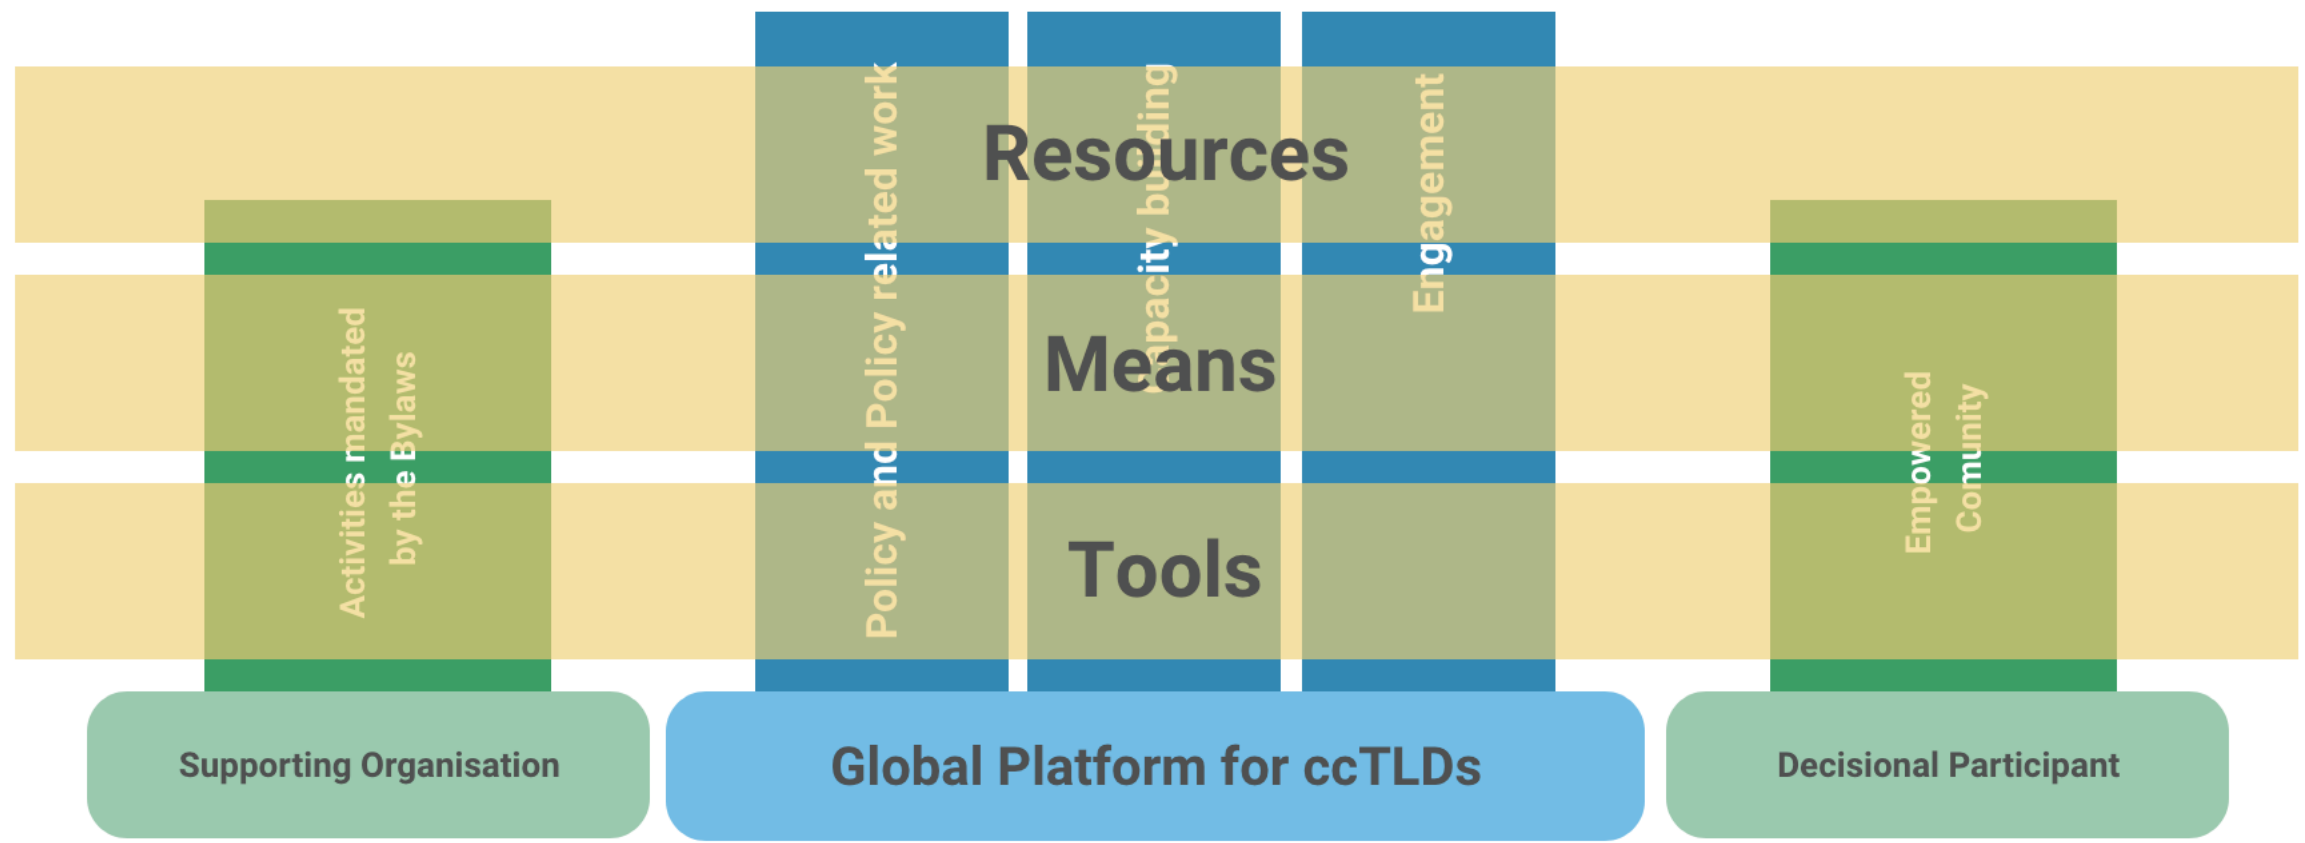 Resources
Means
Tools
Activities mandated
by the Bylaws
Policy and Policy related work
Capacity building
Engagement
Empowered
Comunity
Supporting Organisation
Global Platform for ccTLDs
Decisional Participant